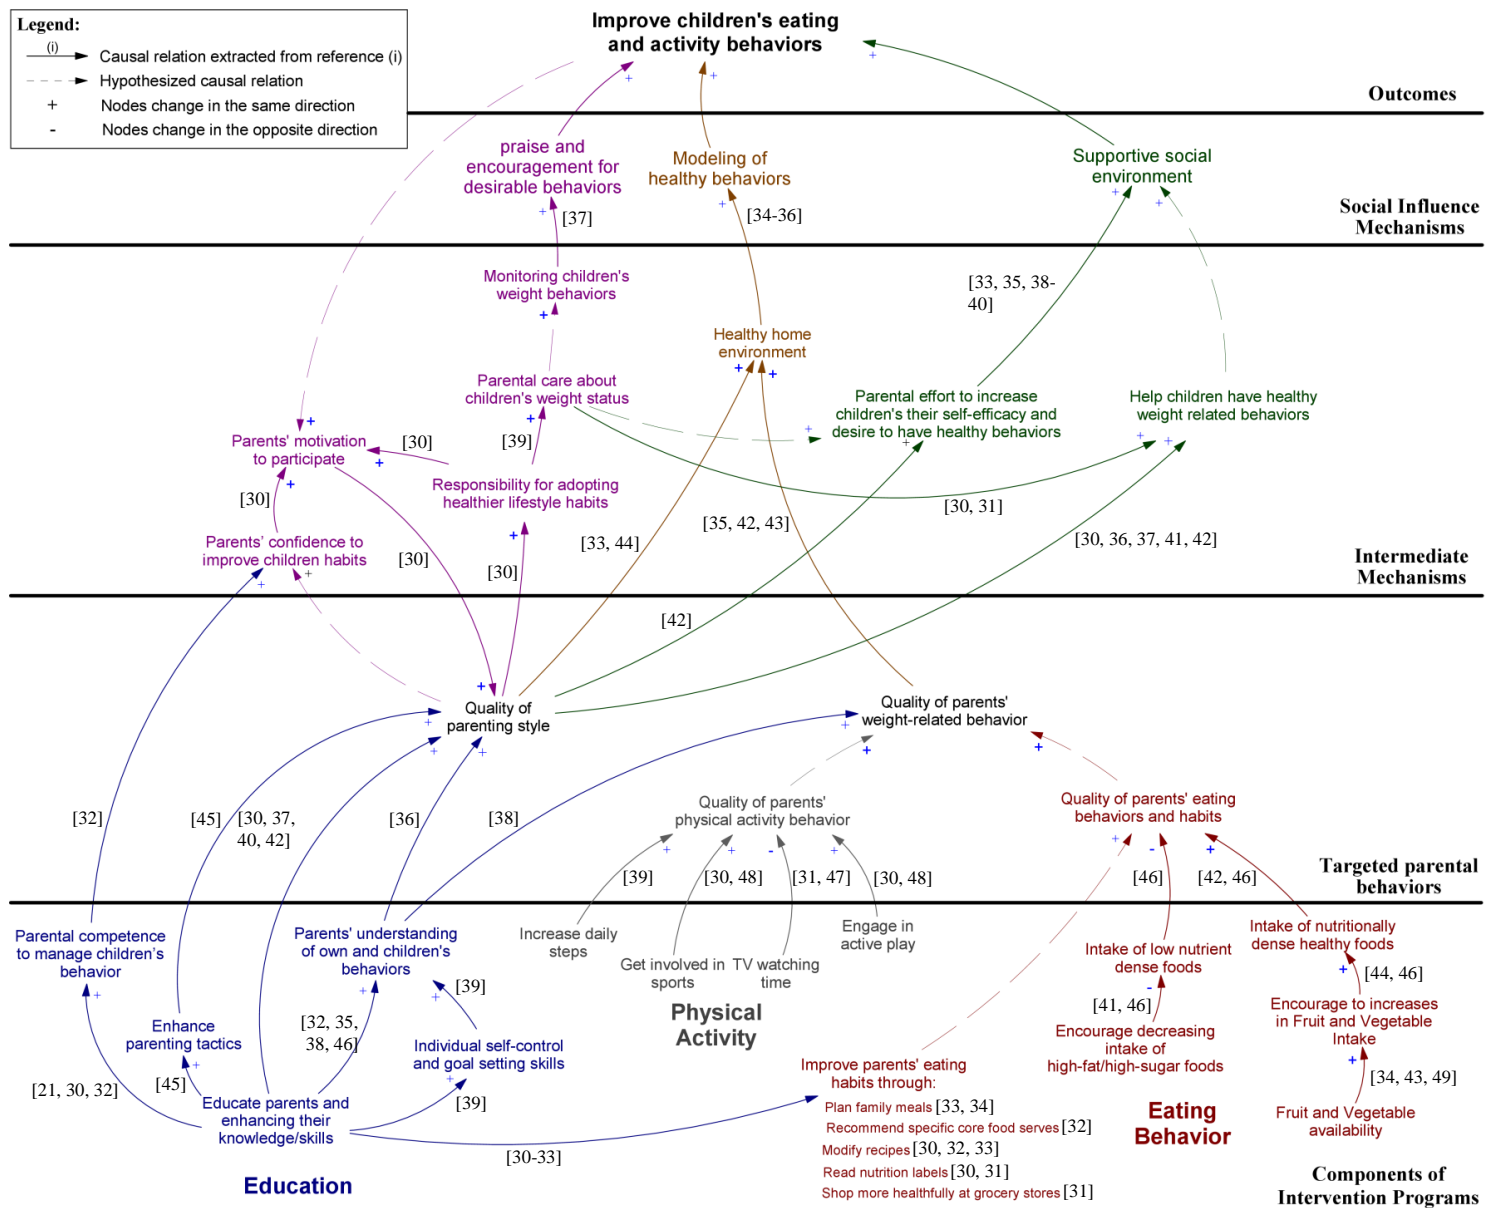 Legend:
(i)
Causal relation extracted from reference (i)
Hypothesized causal relation
+ Nodes change in the same direction
- Nodes change in the opposite direction
Improve children's eating
and activity behaviors
+
+
+
Outcomes
praise and
encouragement for
desirable behaviors
Modeling of
healthy behaviors
Supportive social
environment
+
[37]
+
[34-36]
+
+
Social Influence
Mechanisms
Monitoring children's
weight behaviors
+
[33, 35, 38-
40]
Healthy home
environment
+
+
Parental care about
children's weight status
+
[39]
Parental effort to increase
children's their self-efficacy and
desire to have healthy behaviors
+
+
Help children have healthy
weight related behaviors
+
+
+
Parents' motivation
to participate
+
+
[30]
Responsibility for adopting
healthier lifestyle habits
[30]
[30, 31]
+
[30]
[30]
[33, 44]
[35, 42, 43]
[30, 36, 37, 41, 42]
Parents' confidence to
improve children habits
+
+
Intermediate
Mechanisms
[42]
+
Quality of
parenting style
+
+
+
Quality of parents'
weight-related behavior
+
+
+
[32]
[45]
[30, 37,
40, 42]
[36]
[38]
Quality of parents'
physical activity behavior
+
+
-
+
[39]
[30, 48]
[31, 47]
[30, 48]
Quality of parents' eating
behaviors and habits
+
-
+
[46]
[42, 46]
Targeted parental
behaviors
Parental competence
to manage children's
behavior
+
Parents' understanding
of own and children's
behaviors
+
+
[39]
Increase daily
steps
Get involved in
sports
TV watching
time
Engage in
active play
Physical
Activity
Intake of low nutrient
dense foods
-
[41, 46]
Encourage decreasing
intake of
high-fat/high-sugar foods
Intake of nutritionally
dense healthy foods
+
[44, 46]
Encourage to increases
in Fruit and Vegetable
Intake
+
[34, 43, 49]
Fruit and Vegetable
availability
Enhance
parenting tactics
+
[32, 35,
38, 46]
Individual self-control
and goal setting skills
+
[39]
[21, 30, 32]
[45]
Educate parents and
enhancing their
knowledge/skills
[30-33]
Education
Improve parents' eating
habits through:
Plan family meals [33, 34]
Recommend specific core food serves [32]
Modify recipes [30, 32, 33]
Read nutrition labels [30, 31]
Shop more healthfully at grocery stores [31]
Eating
Behavior
Components of
Intervention Programs